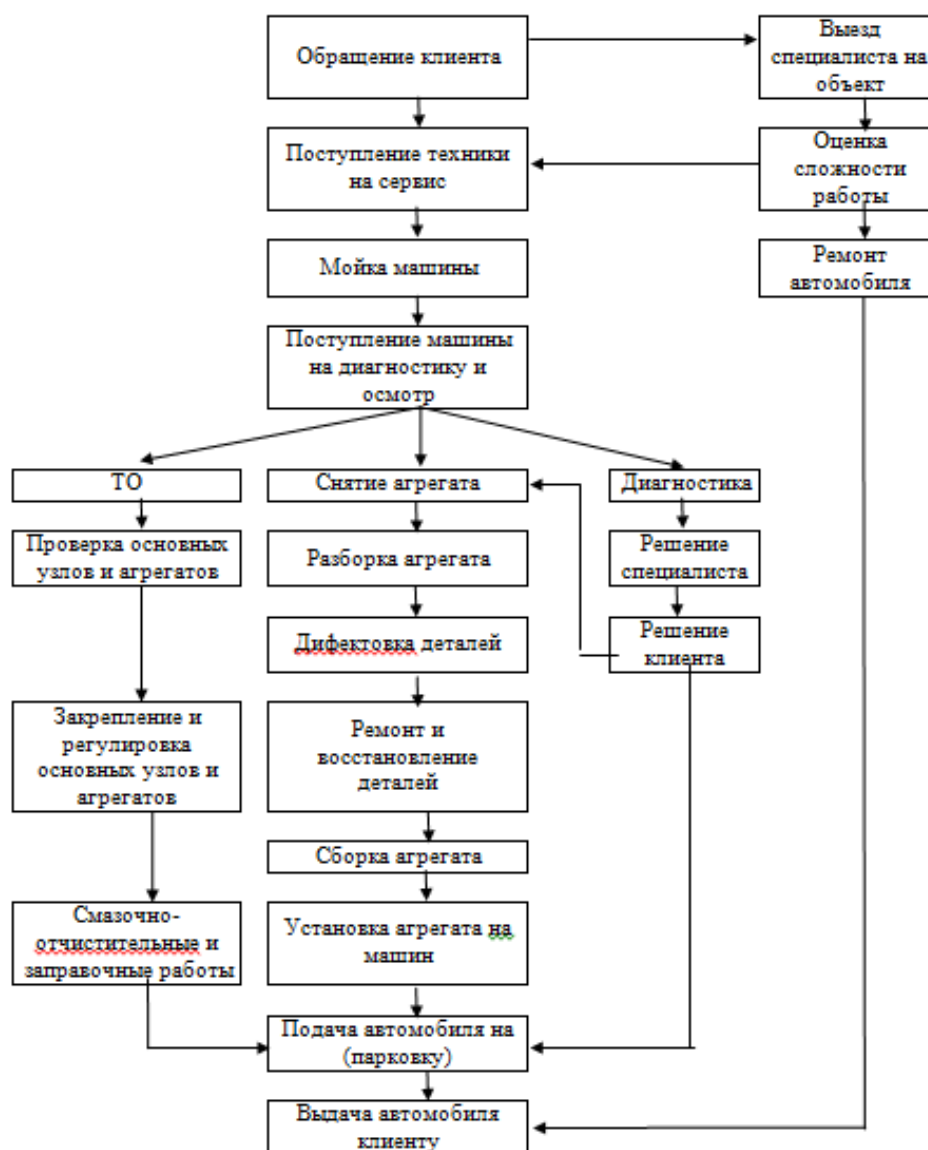 Обращение клиента
Выезд
специалиста на
объект
Поступление техники
на сервис
Оценка
сложности
работы
Мойка машины
Ремонт
автомобиля
Поступление машины
на диагностику и
осмотр
ТО
Снятие агрегата
Диагностика
Проверка основных
узлов и агрегатов
Разборка агрегата
Решение
специалиста
Дифектовка деталей
Решение
клиента
Закрепление и
регулировка
основных узлов и
агрегатов
Ремонт и
восстановление
деталей
Сборка агрегата
Смазочно-
отчистительные и
заправочные работы
Установка агрегата на
машин
Подача автомобиля на
(парковку)
Выдача автомобиля
клиенту